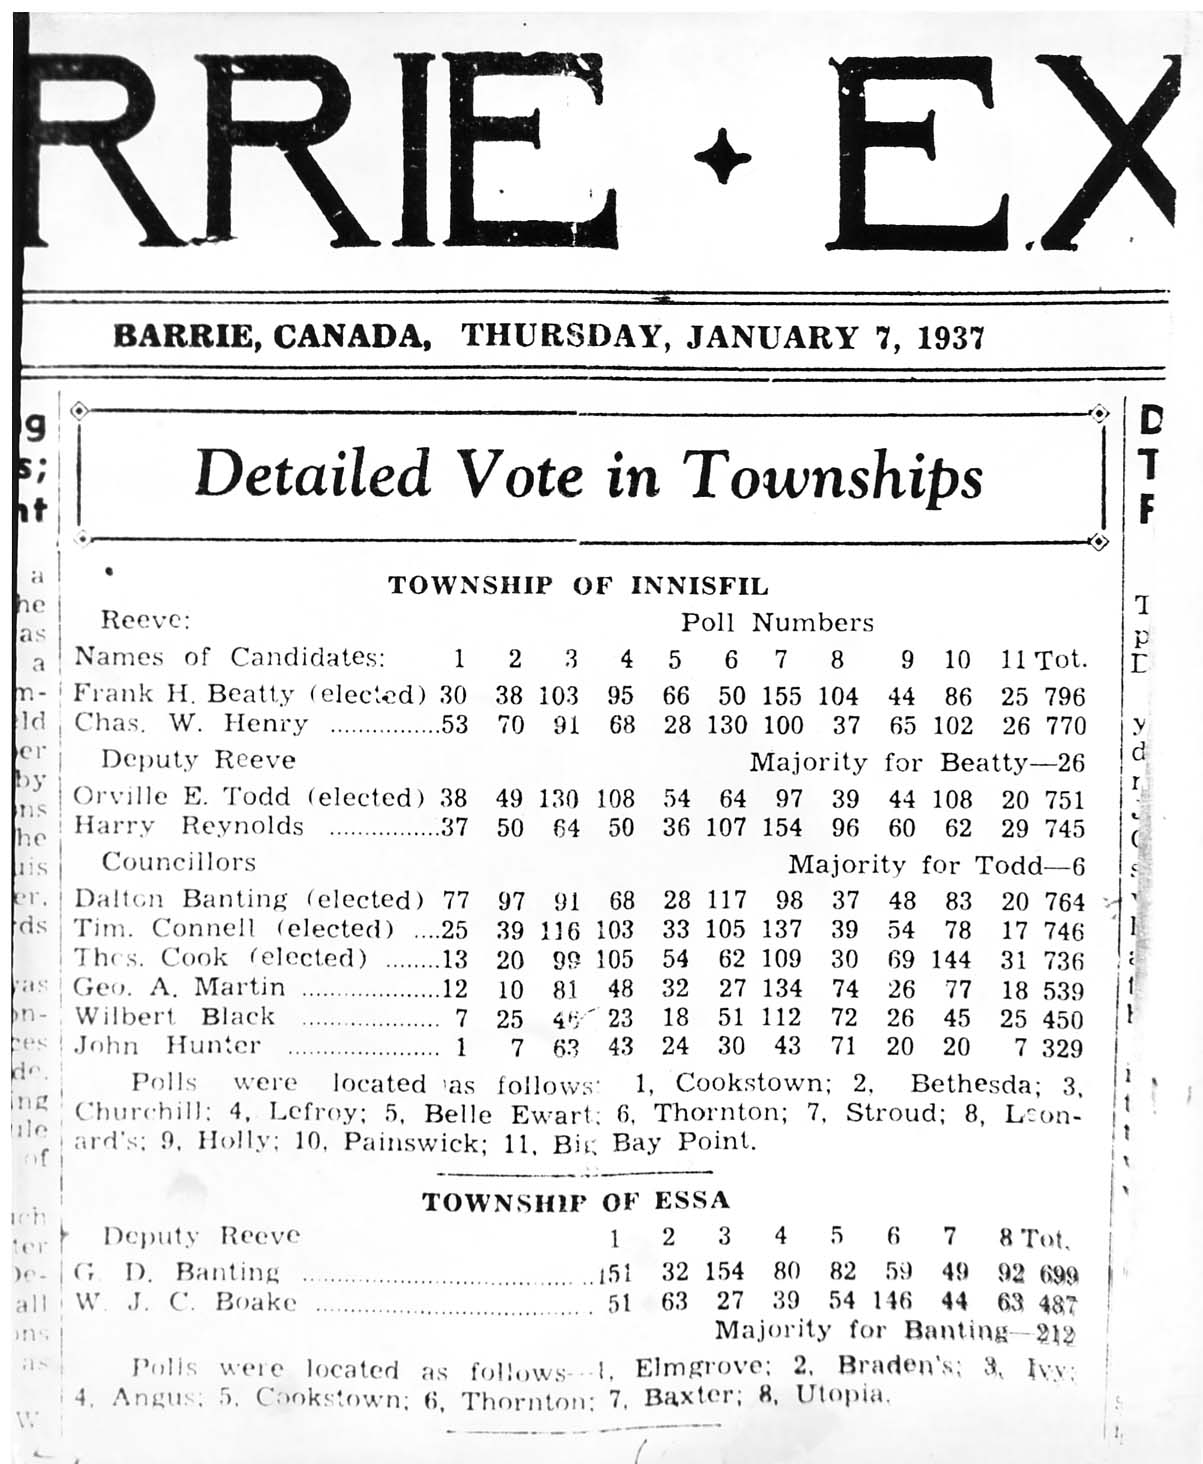 RRIE EX
BARRIE, CANADA, THURSDAY, JANUARY 7, 1937
Detailed Vote in Townships
TOWNSHIP OF INNISFIL
Reeve: Poll Numbers
Names of Candidates: 1 2 3 4 5 6 7 8 9 10 11 Tot.
Frank H. Beatty (elected) 30 38 103 95 66 50 155 104 44 86 25 796
Chas. W. Henry ................53 70 91 68 28 130 100 37 65 102 26 770
Deputy Reeve Majority for Beatty—26
Orville E. Todd (elected) 38 49 130 108 54 64 97 39 44 108 20 751
Harry Reynolds ................37 50 64 50 36 107 154 96 60 62 29 745
Councillors Majority for Todd—6
Dalton Banting (elected) 77 97 91 68 28 117 98 37 48 83 20 764
Tim. Connell (elected) ....25 39 116 103 33 105 137 39 54 78 17 746
Thos. Cook (elected) ........13 20 99 105 54 62 109 30 69 144 31 736
Geo. A. Martin ....................12 10 81 48 32 27 134 74 26 77 18 539
Wilbert Black .................... 7 25 46 23 18 51 112 72 26 45 25 450
John Hunter ...................... 1 7 63 43 24 30 43 71 20 20 7 329
Polls were located as follows: 1, Cookstown; 2, Bethesda; 3,
Churchill; 4, Lefroy; 5, Belle Ewart; 6, Thornton; 7, Stroud; 8, Leon-
ard's; 9, Holly; 10, Painswick; 11, Big Bay Point.
TOWNSHIP OF ESSA
Deputy Reeve 1 2 3 4 5 6 7 8 Tot.
G. D. Banting ..........................................151 32 154 80 82 59 49 92 699
W. J. C. Boake ........................................ 51 63 27 39 54 146 44 63 487
Majority for Banting—212
Polls were located as follows—1, Elmgrove; 2, Braden's; 3, Ivy;
4, Angus; 5, Cookstown; 6, Thornton; 7, Baxter; 8, Utopia.